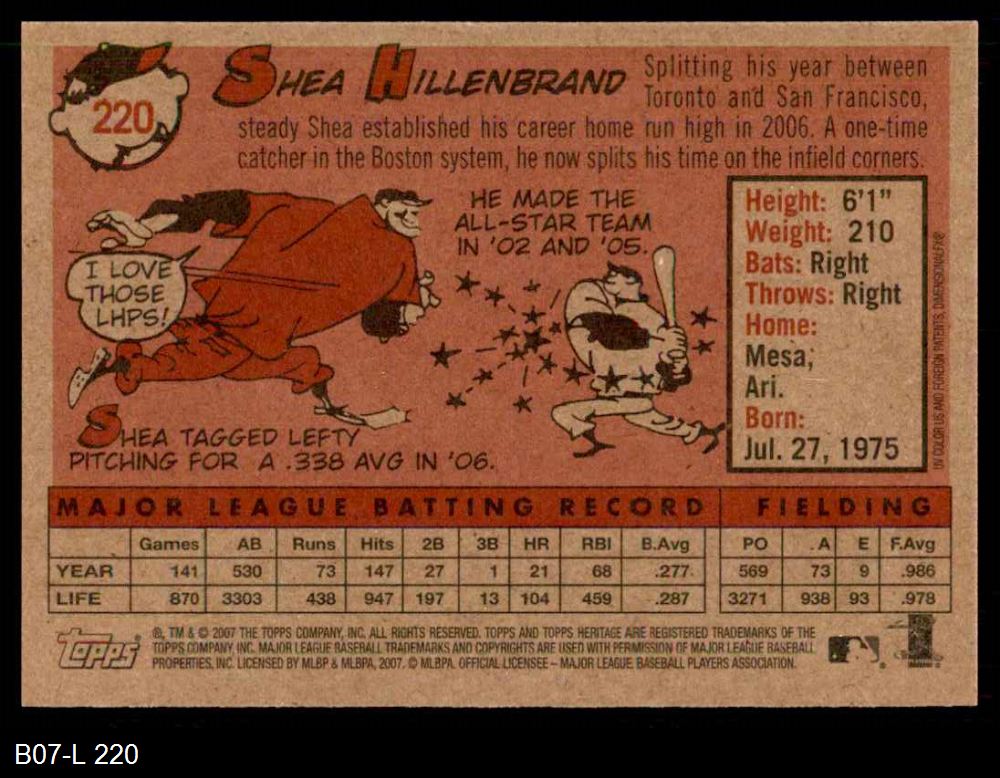 220
SHEA HILLENBRAND
Splitting his year between
Toronto and San Francisco,
steady Shea established his career home run high in 2006. A one-time
catcher in the Boston system, he now splits his time on the infield corners.
HE MADE THE
ALL-STAR TEAM
IN '02 AND '05.
I LOVE
THOSE
LHPS!
SHEA TAGGED LEFTY
PITCHING FOR A .338 AVG IN '06.
Height: 6'1"
Weight: 210
Bats: Right
Throws: Right
Home:
Mesa,
Ari.
Born:
Jul. 27, 1975
UV COLOR US AND FOREIGN PATENTS, DIMENSIONALFX®
MAJOR LEAGUE BATTING RECORD FIELDING
Games AB Runs Hits 2B 3B HR RBI B.Avg PO A E F.Avg
YEAR 141 530 73 147 27 1 21 68 .277 569 73 9 .986
LIFE 870 3303 438 947 197 13 104 459 .287 3271 938 93 .978
Topps
®, TM & © 2007 THE TOPPS COMPANY, INC. ALL RIGHTS RESERVED. TOPPS AND TOPPS HERITAGE ARE REGISTERED TRADEMARKS OF THE
TOPPS COMPANY, INC. MAJOR LEAGUE BASEBALL TRADEMARKS AND COPYRIGHTS ARE USED WITH PERMISSION OF MAJOR LEAGUE BASEBALL
PROPERTIES, INC. LICENSED BY MLBP & MLBPA, 2007. © MLBPA. OFFICIAL LICENSEE – MAJOR LEAGUE BASEBALL PLAYERS ASSOCIATION.
B07-L 220